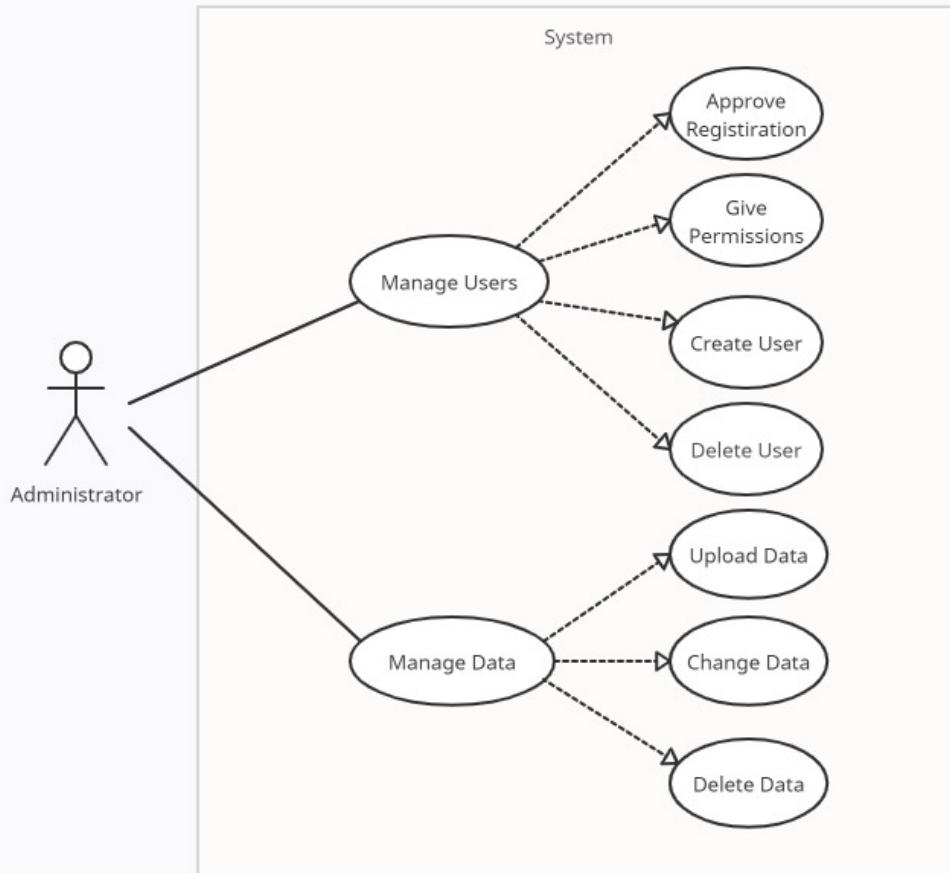 System
Approve
Registiration
Give
Permissions
Manage Users
Create User
Delete User
Administrator
Upload Data
Manage Data
Change Data
Delete Data